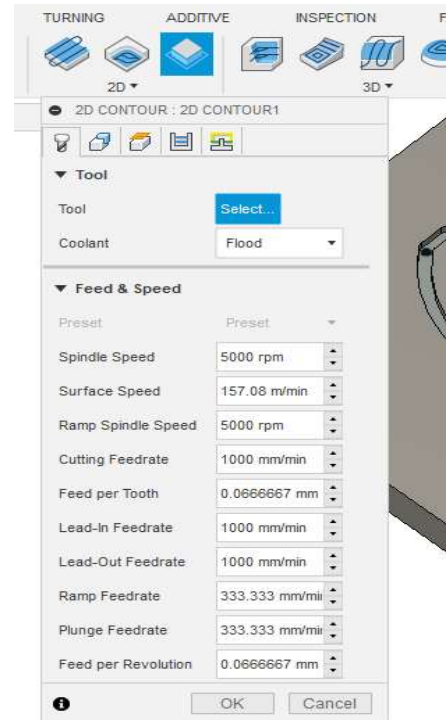 TURNING ADDITIVE INSPECTION F
2D ▾ 3D ▾
2D CONTOUR : 2D CONTOUR1
▼ Tool
Tool Select...
Coolant Flood
▼ Feed & Speed
Preset Preset
Spindle Speed 5000 rpm
Surface Speed 157.08 m/min
Ramp Spindle Speed 5000 rpm
Cutting Feedrate 1000 mm/min
Feed per Tooth 0.0666667 mm
Lead-In Feedrate 1000 mm/min
Lead-Out Feedrate 1000 mm/min
Ramp Feedrate 333.333 mm/mi
Plunge Feedrate 333.333 mm/mi
Feed per Revolution 0.0666667 mm
OK Cancel